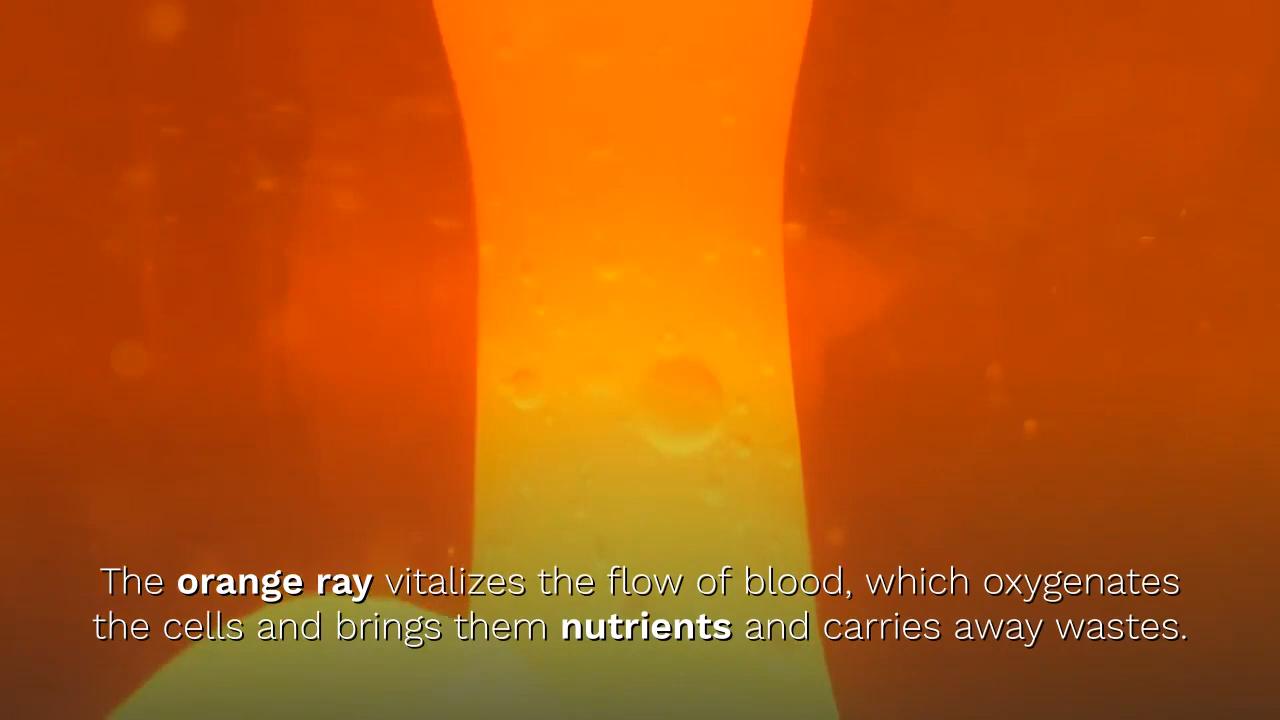 The orange ray vitalizes the flow of blood, which oxygenates
the cells and brings them nutrients and carries away wastes.